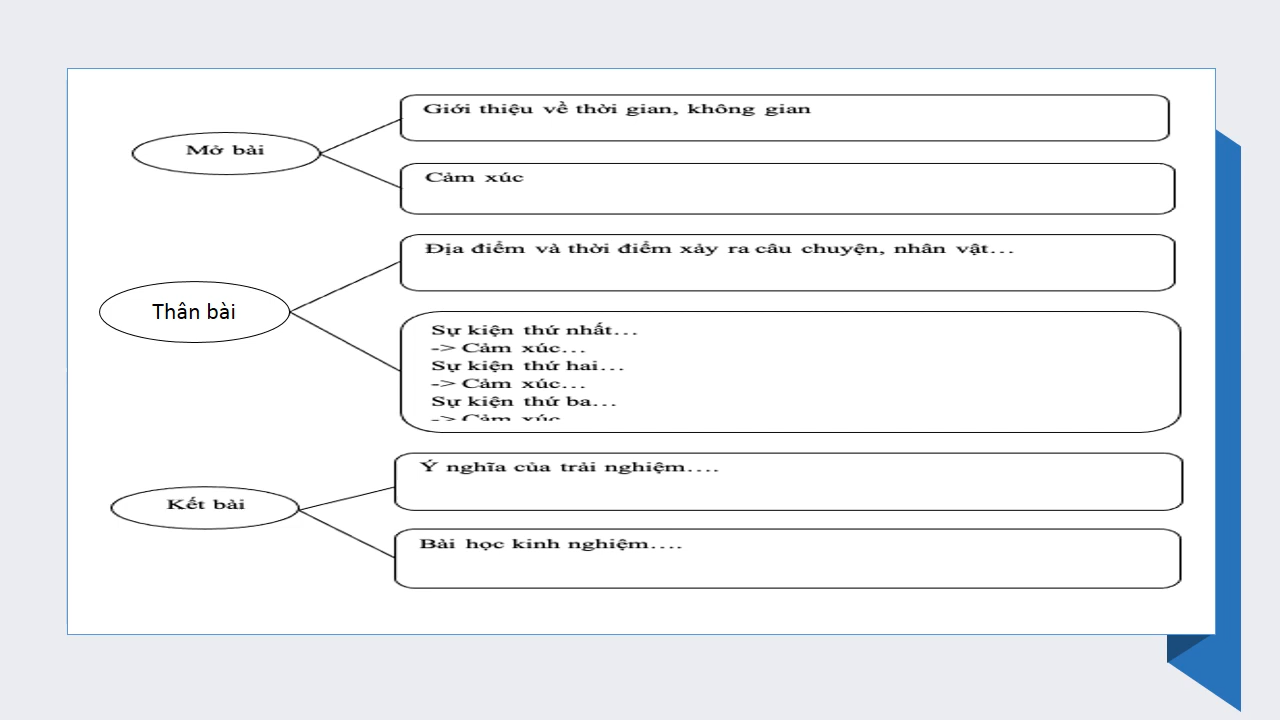 Mở bài
Giới thiệu về thời gian, không gian
Cảm xúc
Thân bài
Địa điểm và thời điểm xảy ra câu chuyện, nhân vật…
Sự kiện thứ nhất…
-> Cảm xúc…
Sự kiện thứ hai…
-> Cảm xúc…
Sự kiện thứ ba…
-> Cảm xúc
Kết bài
Ý nghĩa của trải nghiệm….
Bài học kinh nghiệm….